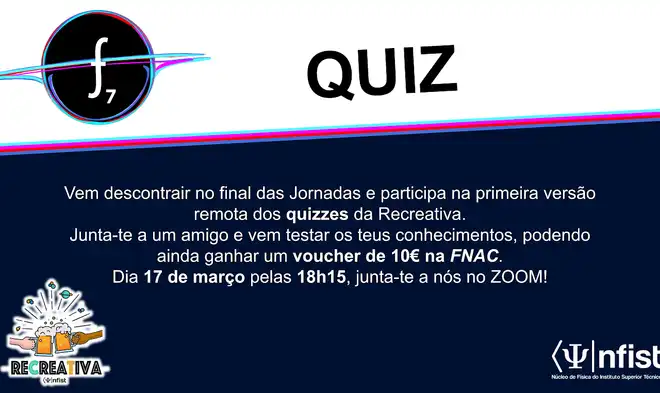 f7
QUIZ
Vem descontrair no final das Jornadas e participa na primeira versão
remota dos quizzes da Recreativa.
Junta-te a um amigo e vem testar os teus conhecimentos, podendo
ainda ganhar um voucher de 10€ na FNAC.
Dia 17 de março pelas 18h15, junta-te a nós no ZOOM!
RECREATIVA
⟨Ψ|nfist
⟨Ψ|nfist
Núcleo de Física do Instituto Superior Técnico